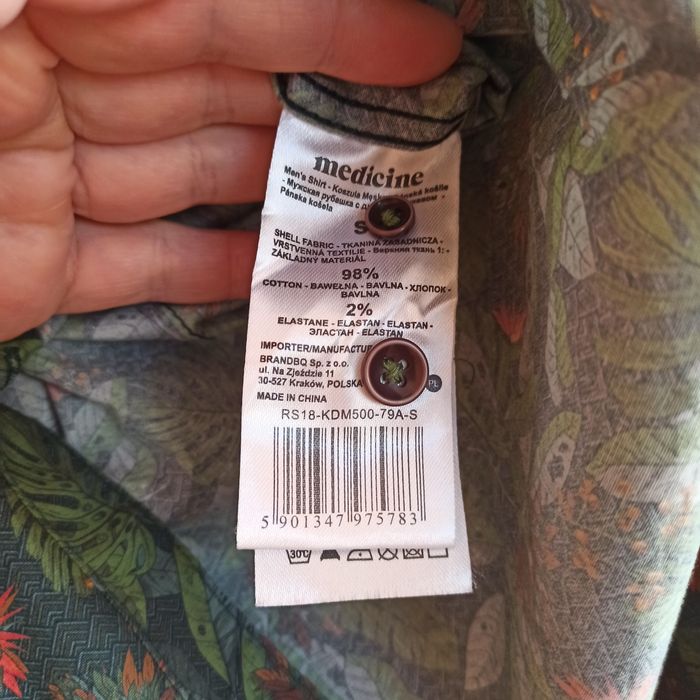 medicine
Men's Shirt - Koszula Męsk košile
- Мужская рубашка с
Pánska košeľa
S
SHELL FABRIC - TKANINA ZASADNICZA -
VRSTVENNÁ TEXTILIE - Верхняя ткань 1: -
ZÁKLADNÝ MATERIÁL
98%
COTTON - BAWEŁNA - BAVLNA - ХЛОПОК -
BAVLNA
2%
ELASTANE - ELASTAN - ELASTAN -
ЭЛАСТАН - ELASTAN
IMPORTER/MANUFACTU
BRANDBQ Sp. z o.o.
ul. Na Zjeździe 11
30-527 Kraków, POLSKA
PL
MADE IN CHINA
RS18-KDM500-79A-S
5 901347 975783
30°C